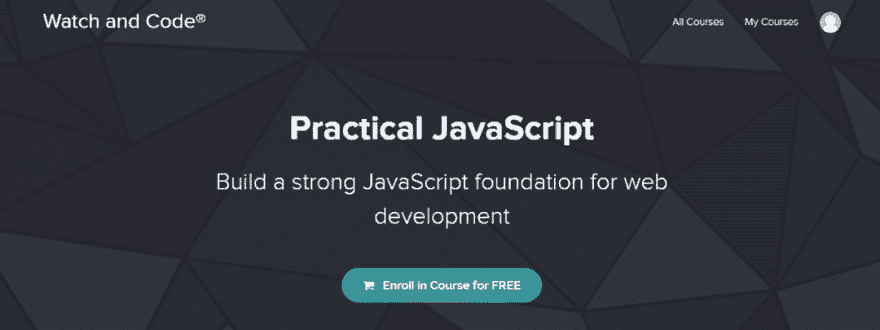 Watch and Code®
All Courses
My Courses
Practical JavaScript
Build a strong JavaScript foundation for web
development
Enroll in Course for FREE